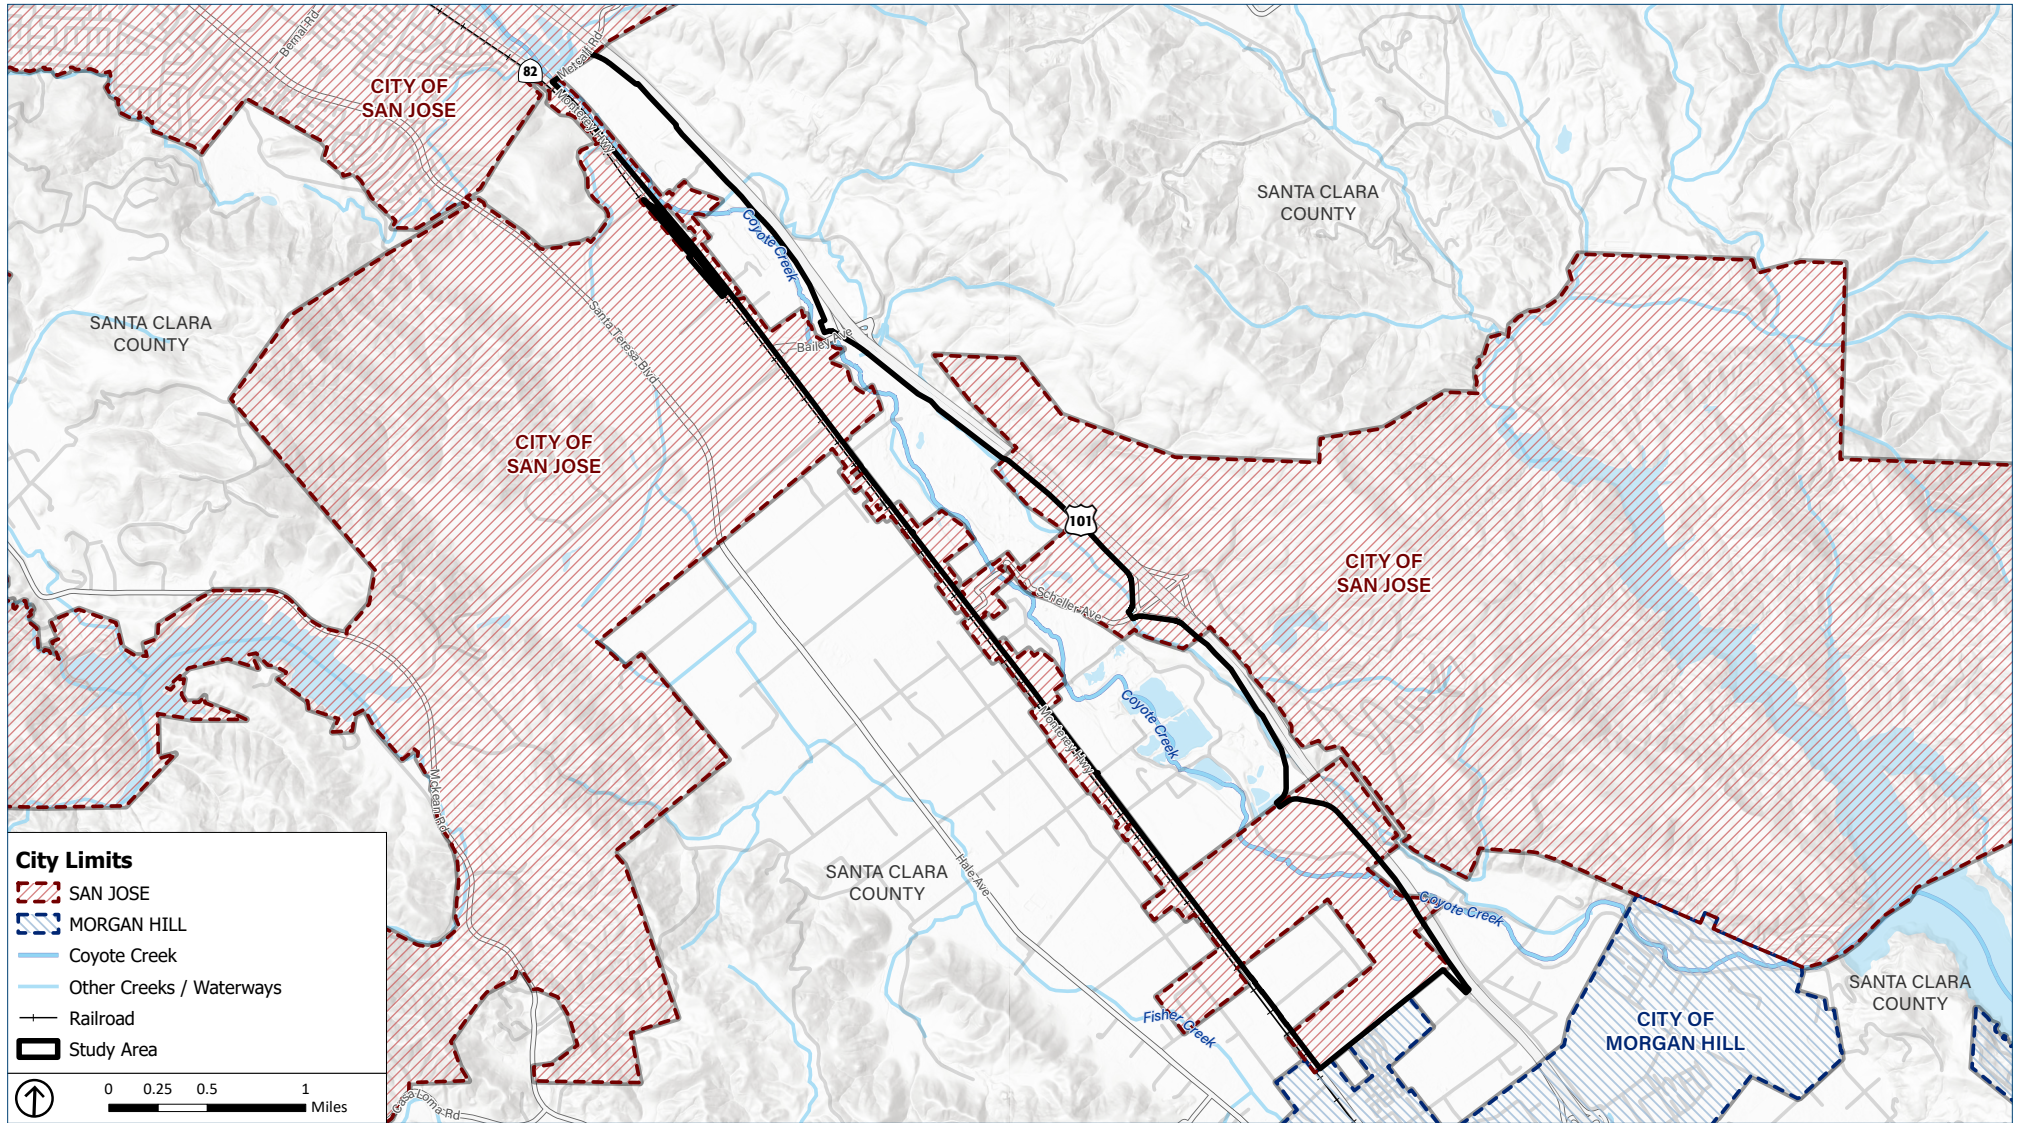 Bernal Rd
82
Metcalf Rd
CITY OF
SAN JOSE
Monterey Hwy
SANTA CLARA
COUNTY
Coyote Creek
SANTA CLARA
COUNTY
Santa Teresa Blvd
Bailey Ave
CITY OF
SAN JOSE
101
CITY OF
SAN JOSE
Scheller Ave
Coyote Creek
Monterey Hwy
McKean Rd
SANTA CLARA
COUNTY
Hale Ave
Coyote Creek
SANTA CLARA
COUNTY
Fisher Creek
CITY OF
MORGAN HILL
City Limits
SAN JOSE
MORGAN HILL
Coyote Creek
Other Creeks / Waterways
Railroad
Study Area
0 0.25 0.5 1
Miles
Casa Loma Rd